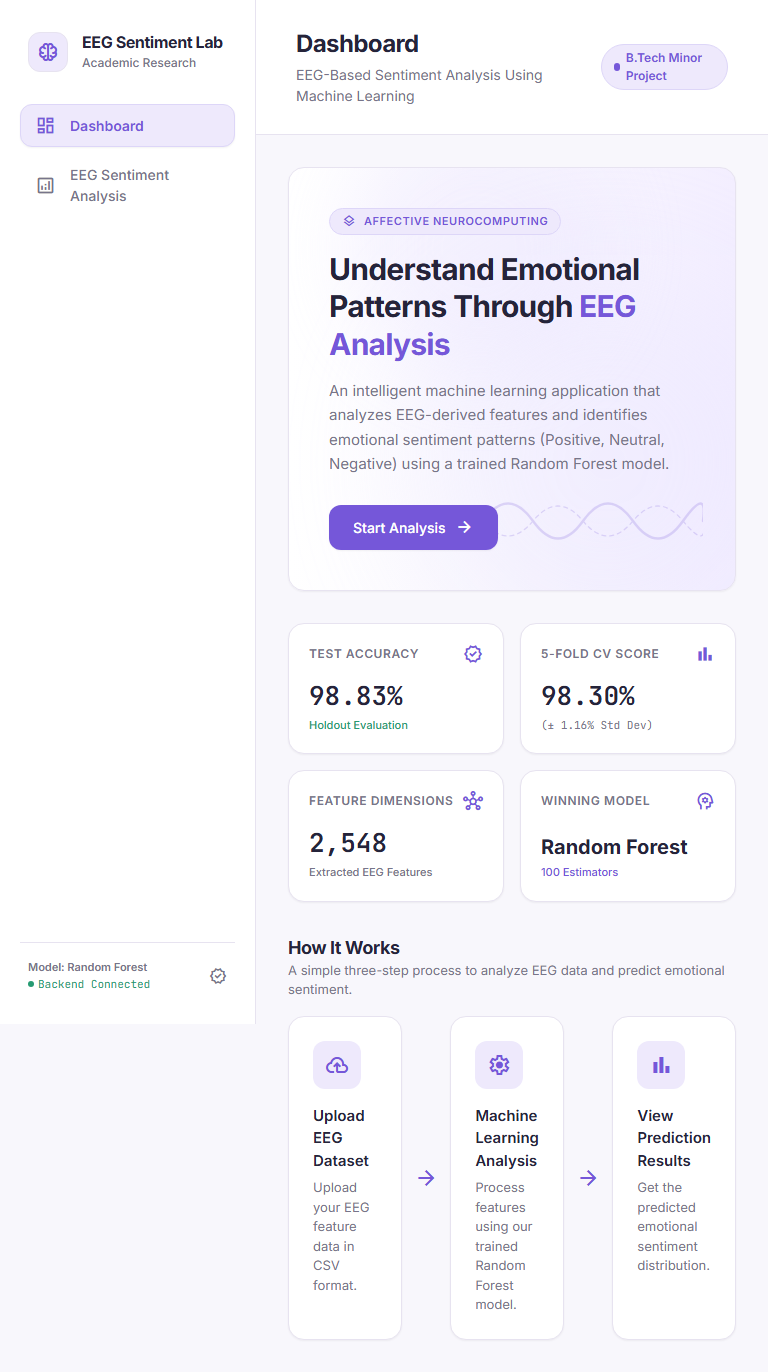 EEG Sentiment Lab
Academic Research
Dashboard
EEG Sentiment
Analysis
Model: Random Forest
Backend Connected
Dashboard
EEG-Based Sentiment Analysis Using
Machine Learning
B.Tech Minor
Project
AFFECTIVE NEUROCOMPUTING
Understand Emotional
Patterns Through EEG
Analysis
An intelligent machine learning application that
analyzes EEG-derived features and identifies
emotional sentiment patterns (Positive, Neutral,
Negative) using a trained Random Forest model.
Start Analysis
TEST ACCURACY
98.83%
Holdout Evaluation
5-FOLD CV SCORE
98.30%
(± 1.16% Std Dev)
FEATURE DIMENSIONS
2,548
Extracted EEG Features
WINNING MODEL
Random Forest
100 Estimators
How It Works
A simple three-step process to analyze EEG data and predict emotional
sentiment.
Upload
EEG
Dataset
Upload
your EEG
feature
data in
CSV
format.
Machine
Learning
Analysis
Process
features
using our
trained
Random
Forest
model.
View
Prediction
Results
Get the
predicted
emotional
sentiment
distribution.